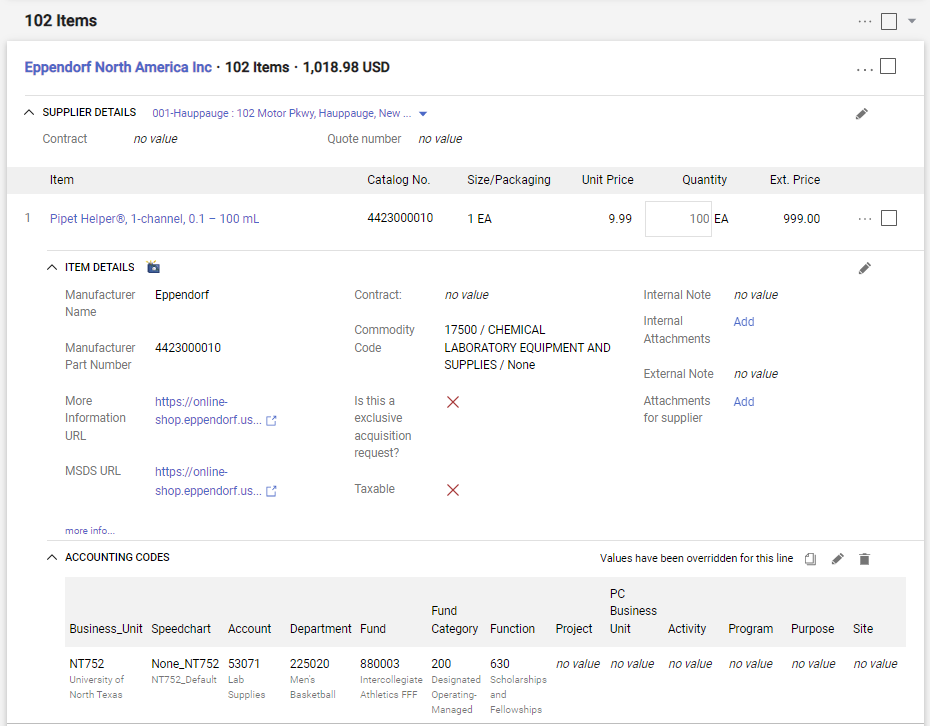 102 Items
Eppendorf North America Inc · 102 Items · 1,018.98 USD
SUPPLIER DETAILS 001-Hauppauge : 102 Motor Pkwy, Hauppauge, New ...
Contract no value Quote number no value
Item Catalog No. Size/Packaging Unit Price Quantity Ext. Price
1 Pipet Helper®, 1-channel, 0.1 – 100 mL 4423000010 1 EA 9.99 100 EA 999.00
ITEM DETAILS
Manufacturer
Name
Eppendorf
Manufacturer
Part Number
4423000010
More
Information
URL
https://online-
shop.eppendorf.us...
MSDS URL
https://online-
shop.eppendorf.us...
more info...
Contract: no value
Commodity
Code
17500 / CHEMICAL
LABORATORY EQUIPMENT AND
SUPPLIES / None
Is this a
exclusive
acquisition
request?
Taxable
Internal Note no value
Internal
Attachments
Add
External Note no value
Attachments
for supplier
Add
ACCOUNTING CODES Values have been overridden for this line
Business_Unit Speedchart Account Department Fund Fund
Category Function Project PC
Business
Unit Activity Program Purpose Site
NT752 None_NT752 53071 225020 880003 200 630 no value no value no value no value no value no value
University of NT752_Default Lab Men's Intercollegiate Designated Scholarships
North Texas Supplies Basketball Athletics FFF Operating- and
Managed Fellowships